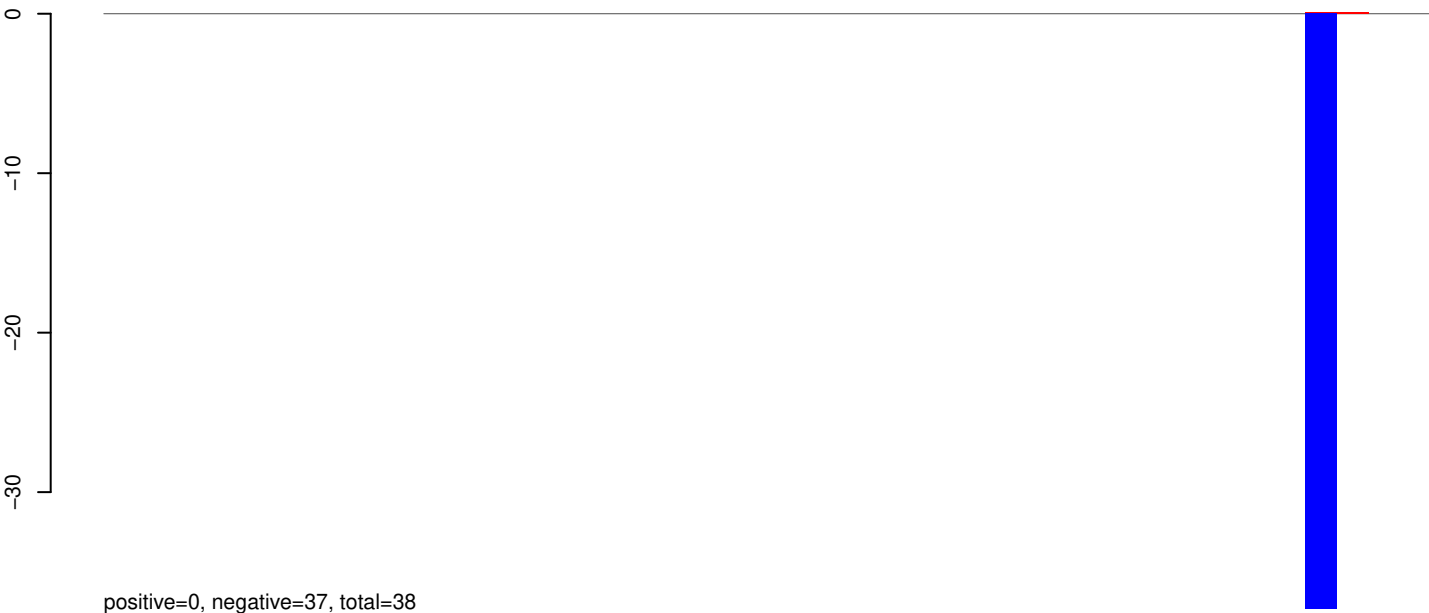 0
−10
−20
−30
positive=0, negative=37, total=38